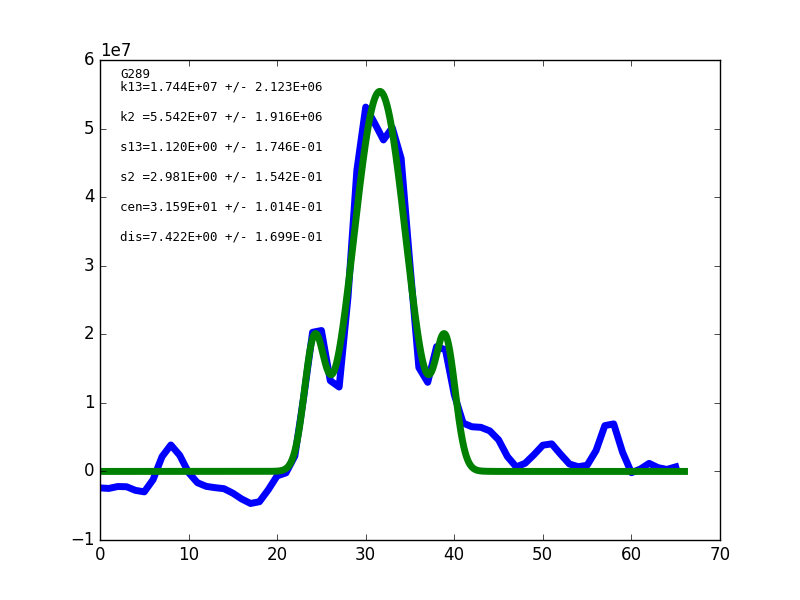 1e7
G289
k13=1.744E+07 +/- 2.123E+06
k2 =5.542E+07 +/- 1.916E+06
s13=1.120E+00 +/- 1.746E-01
s2 =2.981E+00 +/- 1.542E-01
cen=3.159E+01 +/- 1.014E-01
dis=7.422E+00 +/- 1.699E-01
6
5
4
3
2
1
0
−1
0 10 20 30 40 50 60 70